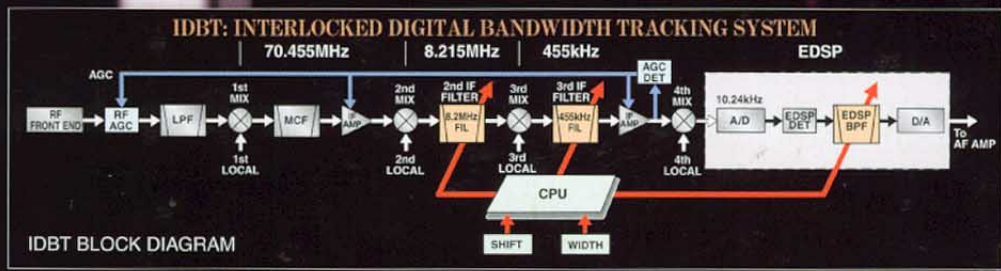 IDBT: INTERLOCKED DIGITAL BANDWIDTH TRACKING SYSTEM
70.455MHz
8.215MHz
455kHz
EDSP
AGC
AGC
DET
1st
MIX
2nd
MIX
2nd IF
FILTER
3rd
MIX
3rd IF
FILTER
4th
MIX
10.24kHz
RF
FRONT END
RF
AGC
LPF
MCF
IF
AMP
8.2MHz
FIL
455kHz
FIL
IF
AMP
A/D
EDSP
DET
EDSP
BPF
D/A
To
AF AMP
1st
LOCAL
2nd
LOCAL
3rd
LOCAL
4th
LOCAL
CPU
SHIFT
WIDTH
IDBT BLOCK DIAGRAM